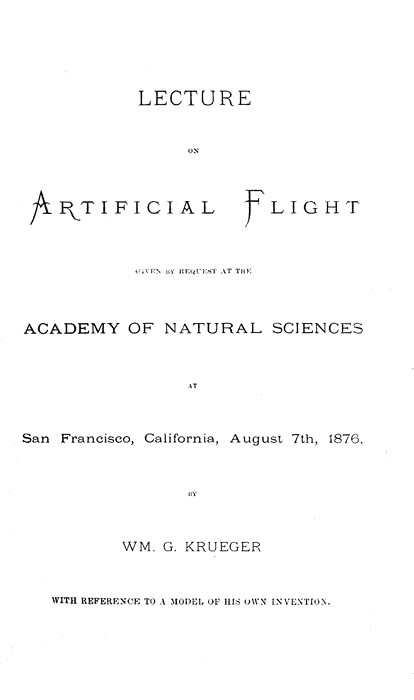 LECTURE
ON
ARTIFICIAL FLIGHT
GIVEN BY REQUEST AT THE
ACADEMY OF NATURAL SCIENCES
AT
San Francisco, California, August 7th, 1876,
BY
WM. G. KRUEGER
WITH REFERENCE TO A MODEL OF HIS OWN INVENTION.